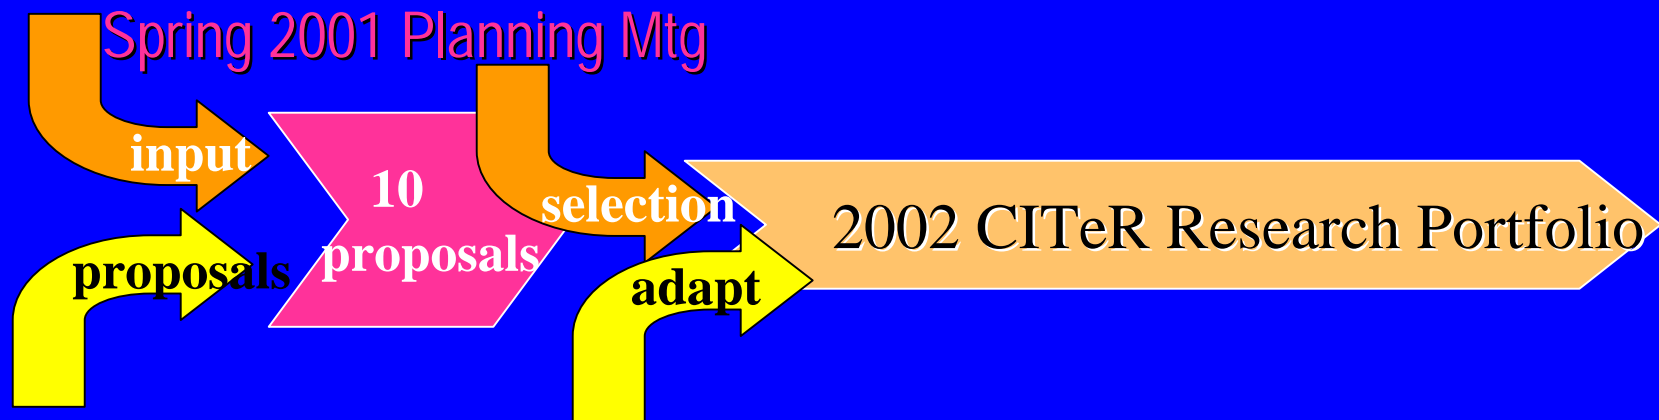 Spring 2001 Planning Mtg
input
proposals
10
proposals
selection
adapt
2002 CITeR Research Portfolio